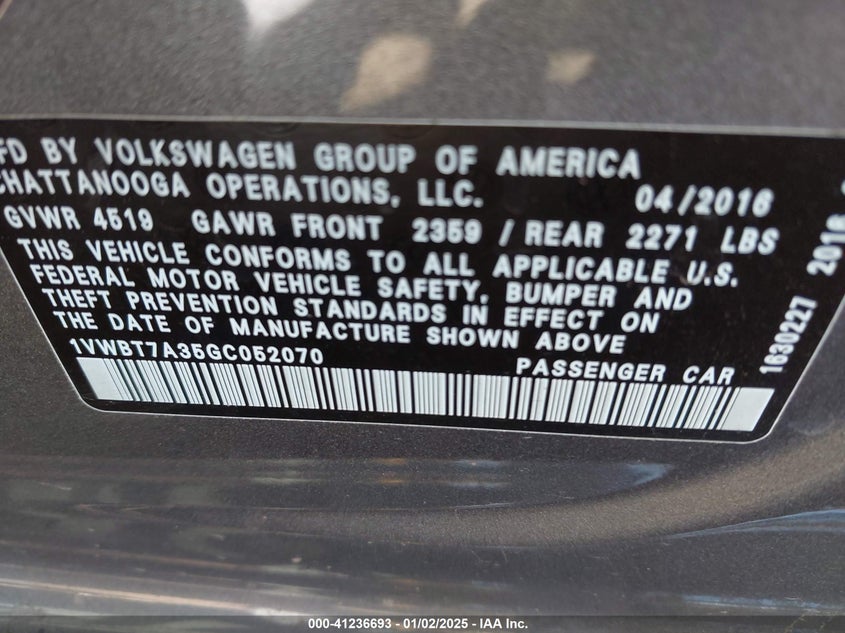 FD BY VOLKSWAGEN GROUP OF AMERICA
CHATTANOOGA OPERATIONS, LLC. 04/2016
GVWR 4519 GAWR FRONT 2359 / REAR 2271 LBS
THIS VEHICLE CONFORMS TO ALL APPLICABLE U.S.
FEDERAL MOTOR VEHICLE SAFETY, BUMPER AND
THEFT PREVENTION STANDARDS IN EFFECT ON
THE DATE OF MANUFACTURE SHOWN ABOVE
1VWBT7A35GC052070 PASSENGER CAR
1630227 2016
000-41236693 - 01/02/2025 - IAA Inc.